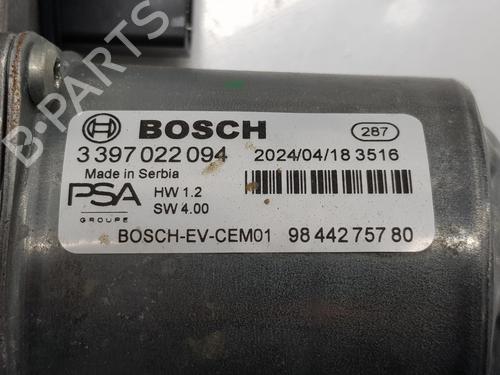 BOSCH 287
3 397 022 094 2024/04/18 3516
Made in Serbia
PSA HW 1.2
GROUPE SW 4.00
BOSCH-EV-CEM01 98 442 757 80
B-PARTS